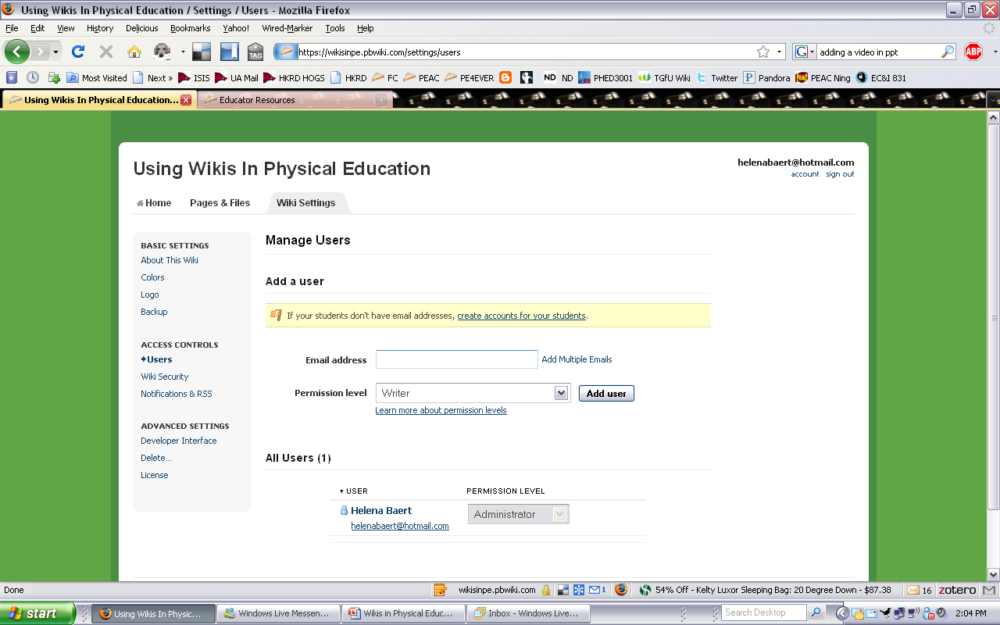 Using Wikis In Physical Education / Settings / Users - Mozilla Firefox
File Edit View History Delicious Bookmarks Yahoo! Wired-Marker Tools Help
TAG https://wikisinpe.pbwiki.com/settings/users G adding a video in ppt ABP
Most Visited Next » ISIS UA Mail HKRD HOGS HKRD FC PEAC PE4EVER ND ND PHED3001 TGfU Wiki Twitter P Pandora PEAC Ning EC&I 831
Using Wikis In Physical Education... Educator Resources
Using Wikis In Physical Education
helenabaert@hotmail.com
account sign out
Home Pages & Files Wiki Settings
BASIC SETTINGS
About This Wiki
Colors
Logo
Backup
ACCESS CONTROLS
Users
Wiki Security
Notifications & RSS
ADVANCED SETTINGS
Developer Interface
Delete...
License
Manage Users
Add a user
If your students don't have email addresses, create accounts for your students.
Email address Add Multiple Emails
Permission level Writer Add user
Learn more about permission levels
All Users (1)
USER PERMISSION LEVEL
Helena Baert Administrator
helenabaert@hotmail.com
Done wikisinpe.pbwiki.com 1 54% Off - Kelty Luxor Sleeping Bag: 20 Degree Down - $87.38 16 zotero
start Using Wikis In Physic... Windows Live Messen... Wikis in Physical Educ... Inbox - Windows Live... Search Desktop 2:04 PM